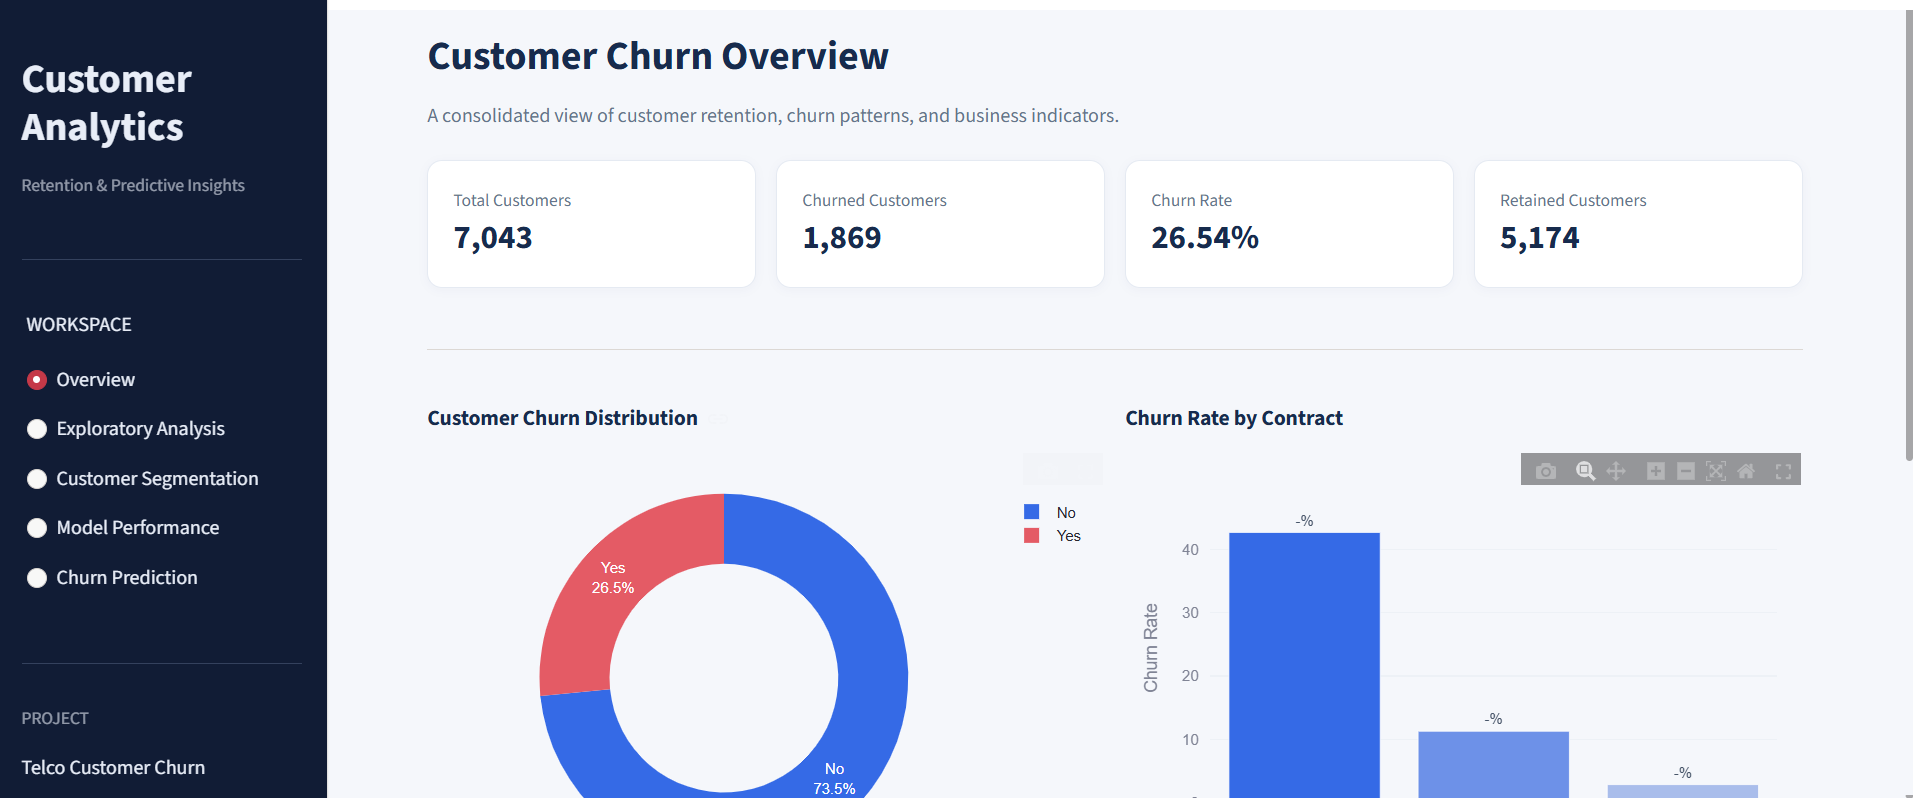 Customer
Analytics
Retention & Predictive Insights
WORKSPACE
Overview
Exploratory Analysis
Customer Segmentation
Model Performance
Churn Prediction
PROJECT
Telco Customer Churn
Customer Churn Overview
A consolidated view of customer retention, churn patterns, and business indicators.
Total Customers
7,043
Churned Customers
1,869
Churn Rate
26.54%
Retained Customers
5,174
Customer Churn Distribution
No
Yes
Yes
26.5%
No
73.5%
Churn Rate by Contract
-%
40
30
Churn Rate
20
-%
10
-%